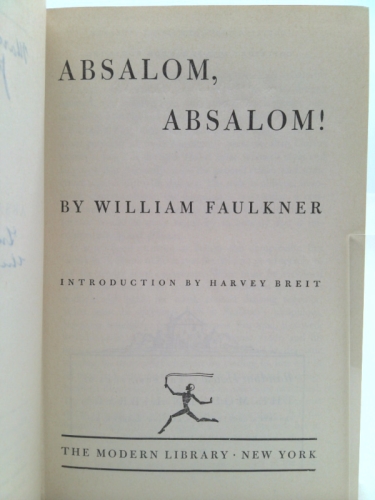 ABSALOM,
ABSALOM!
BY WILLIAM FAULKNER
INTRODUCTION BY HARVEY BREIT
THE MODERN LIBRARY · NEW YORK